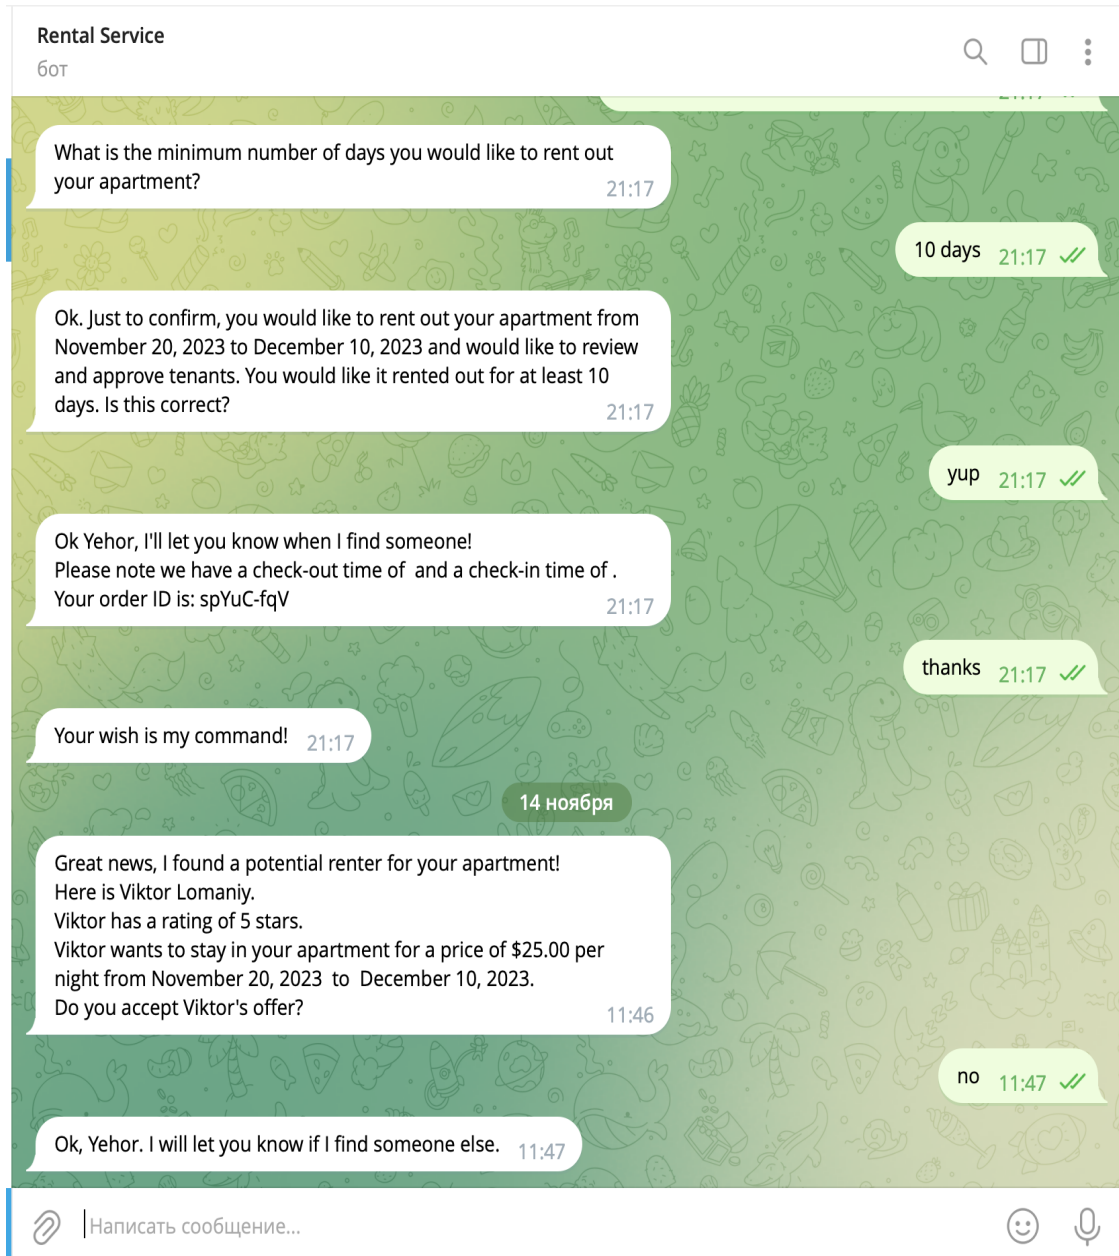 Rental Service
бот
What is the minimum number of days you would like to rent out
your apartment?
21:17
10 days 21:17
Ok. Just to confirm, you would like to rent out your apartment from
November 20, 2023 to December 10, 2023 and would like to review
and approve tenants. You would like it rented out for at least 10
days. Is this correct?
21:17
yup 21:17
Ok Yehor, I'll let you know when I find someone!
Please note we have a check-out time of  and a check-in time of .
Your order ID is: spYuC-fqV
21:17
thanks 21:17
Your wish is my command! 21:17
14 ноября
Great news, I found a potential renter for your apartment!
Here is Viktor Lomaniy.
Viktor has a rating of 5 stars.
Viktor wants to stay in your apartment for a price of $25.00 per
night from November 20, 2023  to  December 10, 2023.
Do you accept Viktor's offer?
11:46
no 11:47
Ok, Yehor. I will let you know if I find someone else. 11:47
Написать сообщение...